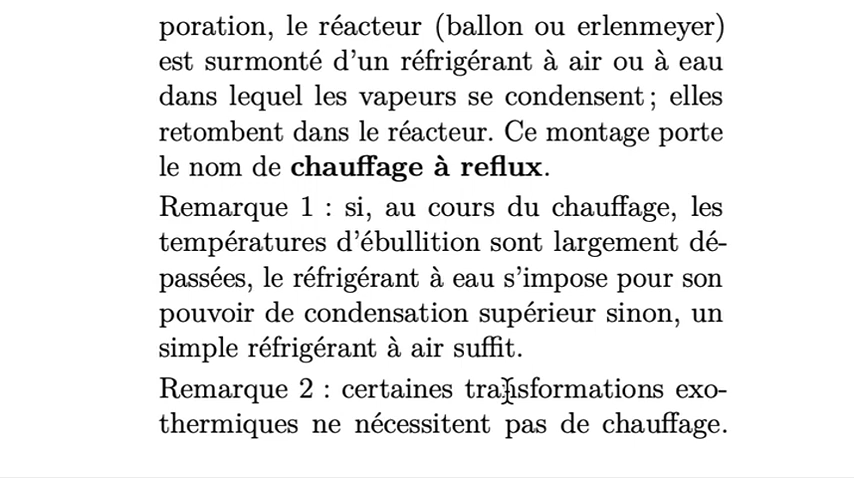 poration, le réacteur (ballon ou erlenmeyer)
est surmonté d'un réfrigérant à air ou à eau
dans lequel les vapeurs se condensent ; elles
retombent dans le réacteur. Ce montage porte
le nom de chauffage à reflux.
Remarque 1 : si, au cours du chauffage, les
températures d'ébullition sont largement dé-
passées, le réfrigérant à eau s'impose pour son
pouvoir de condensation supérieur sinon, un
simple réfrigérant à air suffit.
Remarque 2 : certaines transformations exo-
thermiques ne nécessitent pas de chauffage.